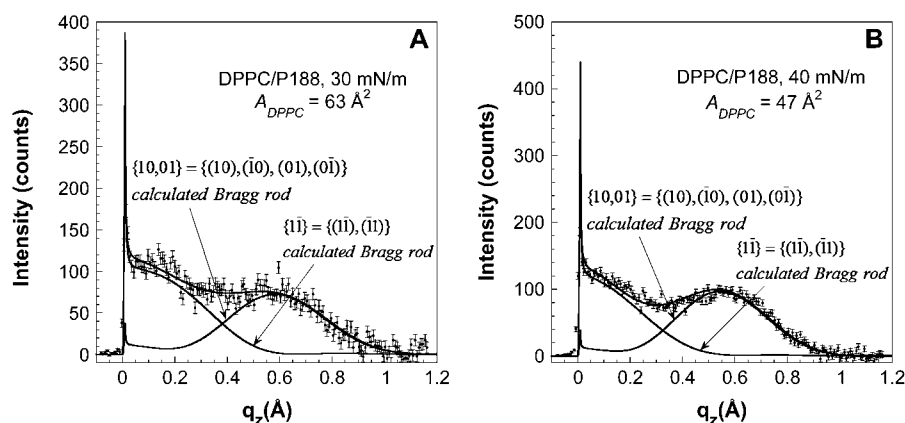 A
DPPC/P188, 30 mN/m
A_DPPC = 63 Å²
{10,01} = {(10),(1̄0), (01),(01̄)}
calculated Bragg rod
{11̄} = {(11̄),(1̄1)}
calculated Bragg rod
Intensity (counts)
400
350
300
250
200
150
100
50
0
0
0.2
0.4
0.6
0.8
1
1.2
q_z(Å)
B
DPPC/P188, 40 mN/m
A_DPPC = 47 Å²
{10,01} = {(10),(1̄0), (01),(01̄)}
calculated Bragg rod
{11̄} = {(11̄),(1̄1)}
calculated Bragg rod
Intensity (counts)
500
400
300
200
100
0
0
0.2
0.4
0.6
0.8
1
1.2
q_z(Å)